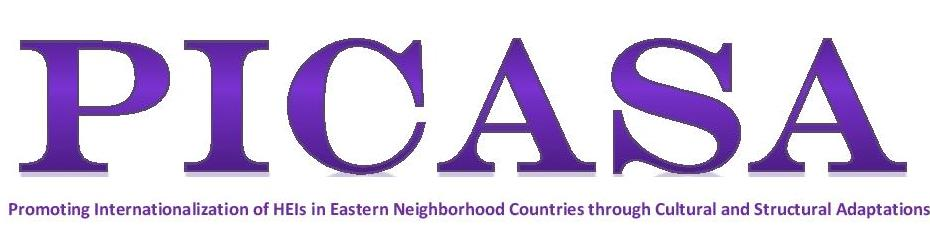 PICASA
Promoting Internationalization of HEIs in Eastern Neighborhood Countries through Cultural and Structural Adaptations